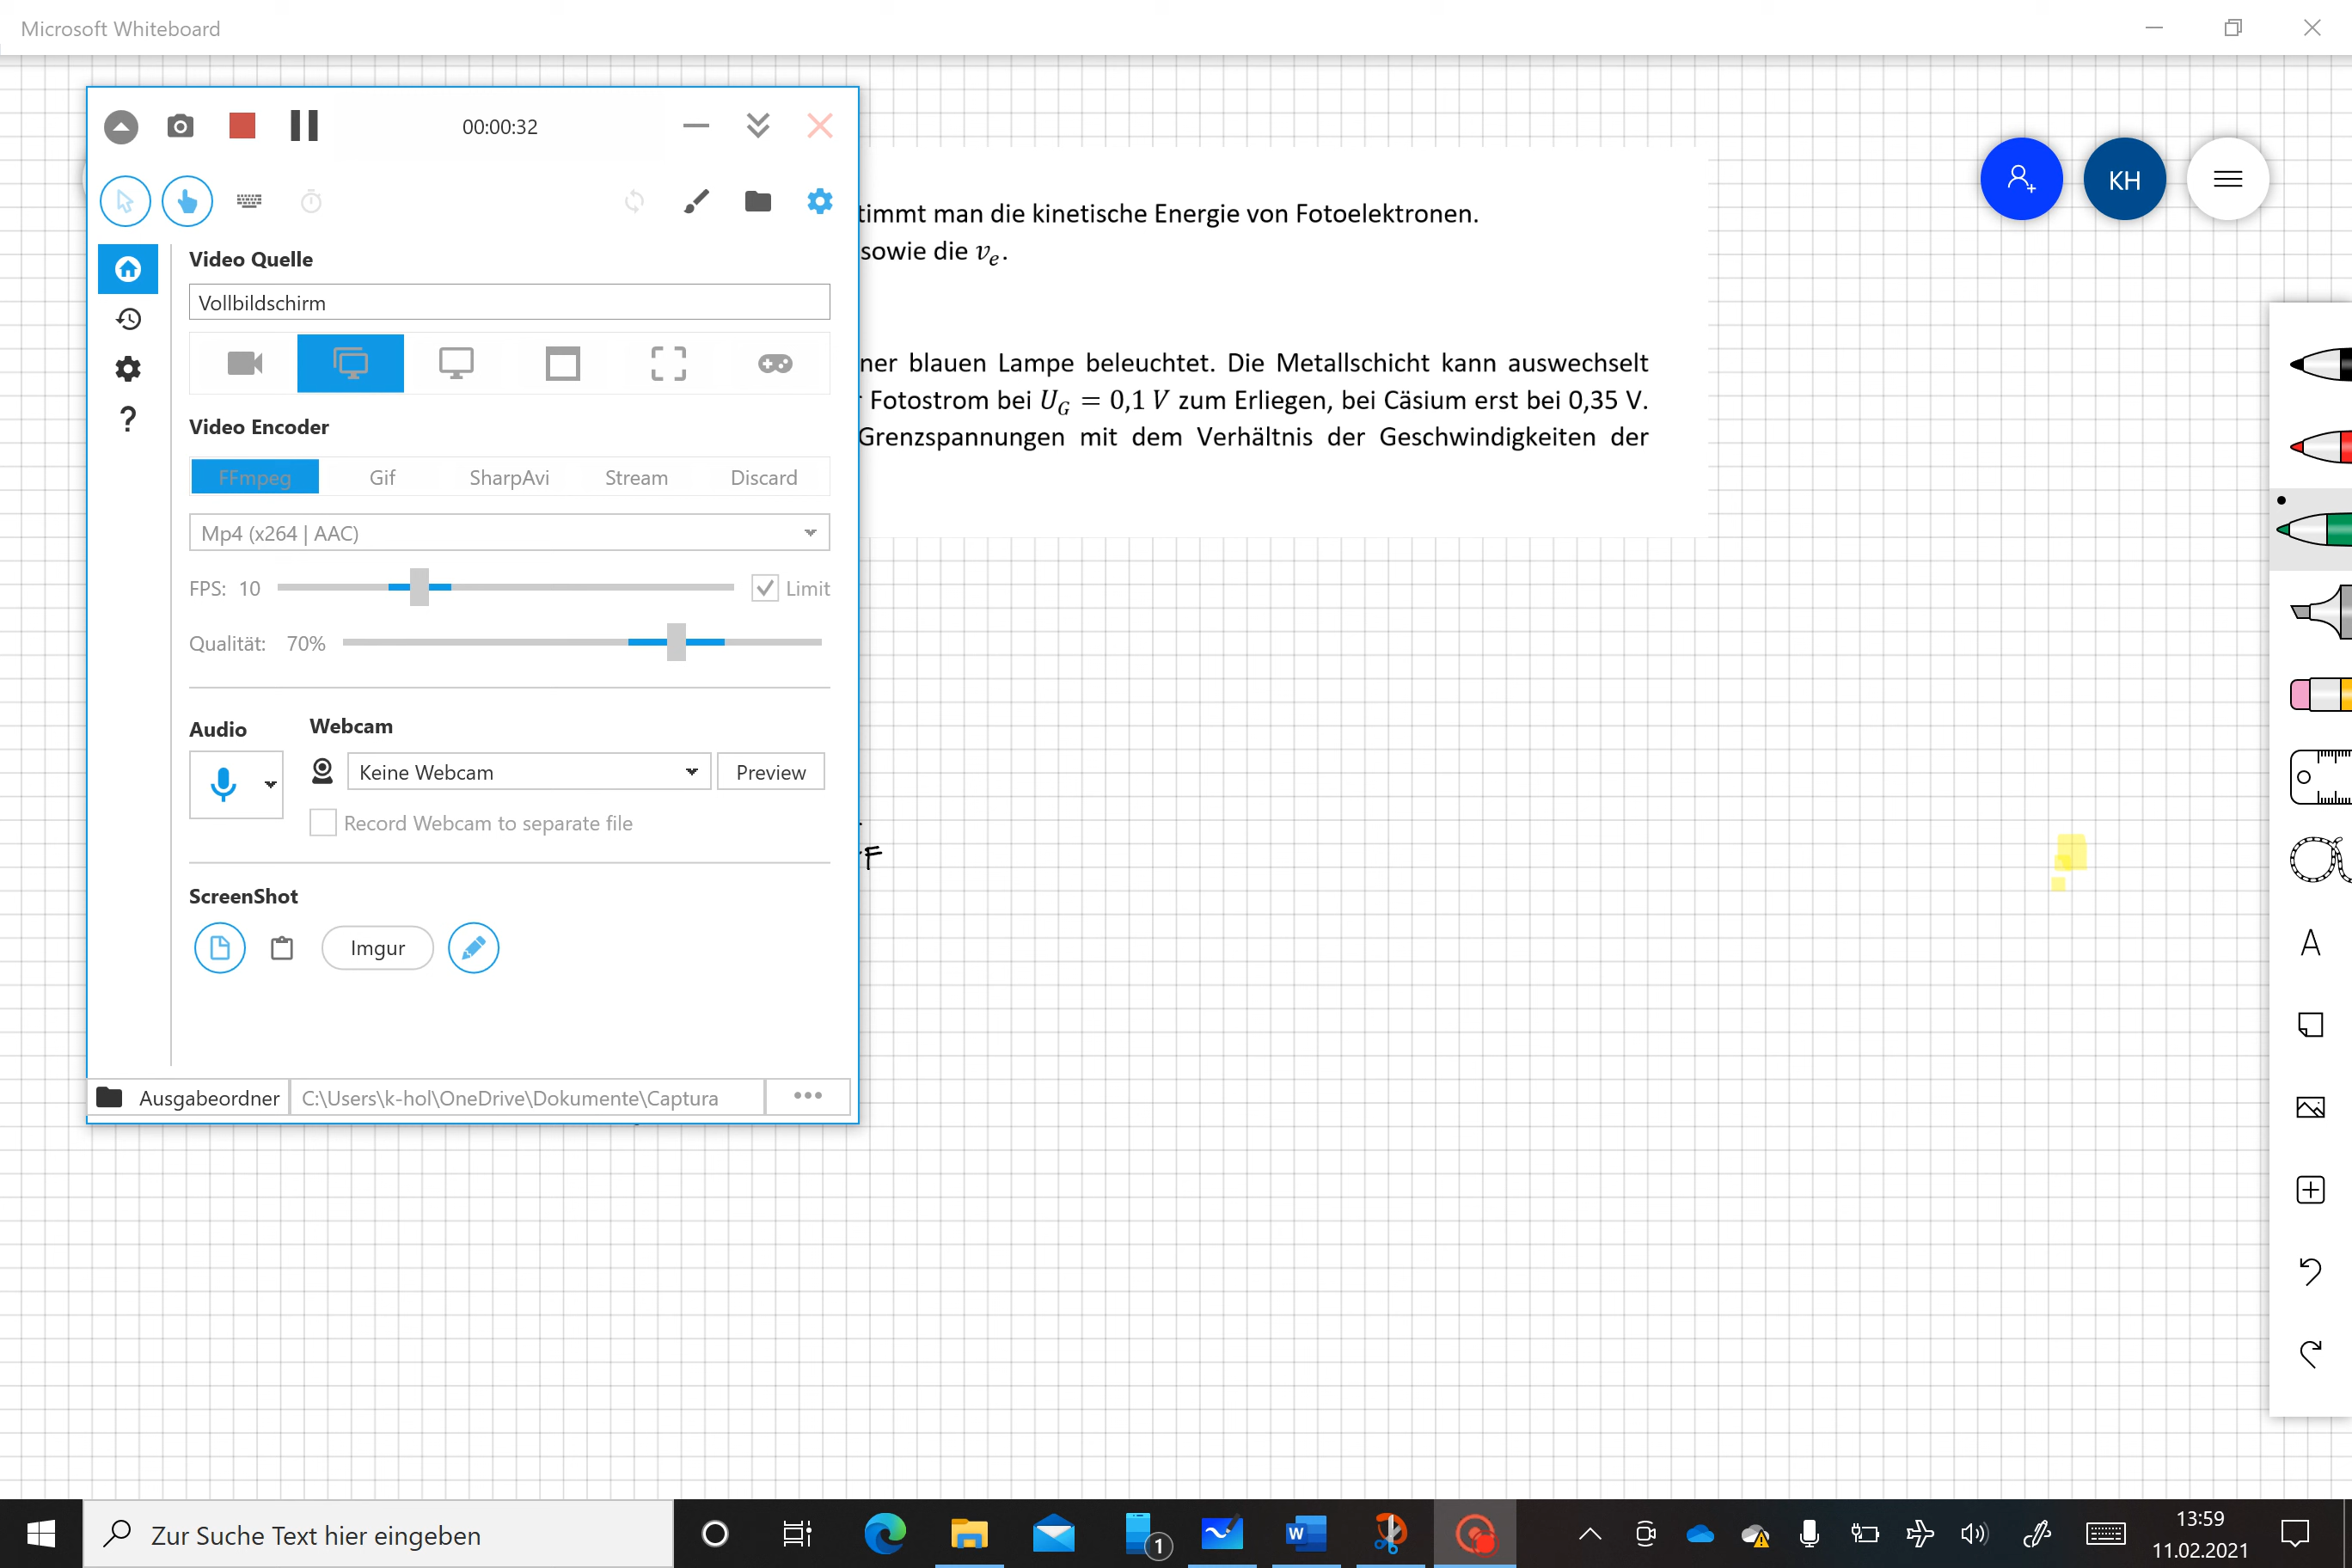 Microsoft Whiteboard
00:00:32
KH
timmt man die kinetische Energie von Fotoelektronen.
sowie die vₑ.
Video Quelle
Vollbildschirm
ner blauen Lampe beleuchtet. Die Metallschicht kann auswechselt
Fotostrom bei U_G = 0,1 V zum Erliegen, bei Cäsium erst bei 0,35 V.
Grenzspannungen mit dem Verhältnis der Geschwindigkeiten der
Video Encoder
FFmpeg Gif SharpAvi Stream Discard
Mp4 (x264 | AAC)
FPS: 10 Limit
Qualität: 70%
Audio Webcam
Keine Webcam Preview
Record Webcam to separate file
F
ScreenShot
Imgur
A
Ausgabeordner C:\Users\k-hol\OneDrive\Dokumente\Captura •••
Zur Suche Text hier eingeben
1
13:59
11.02.2021